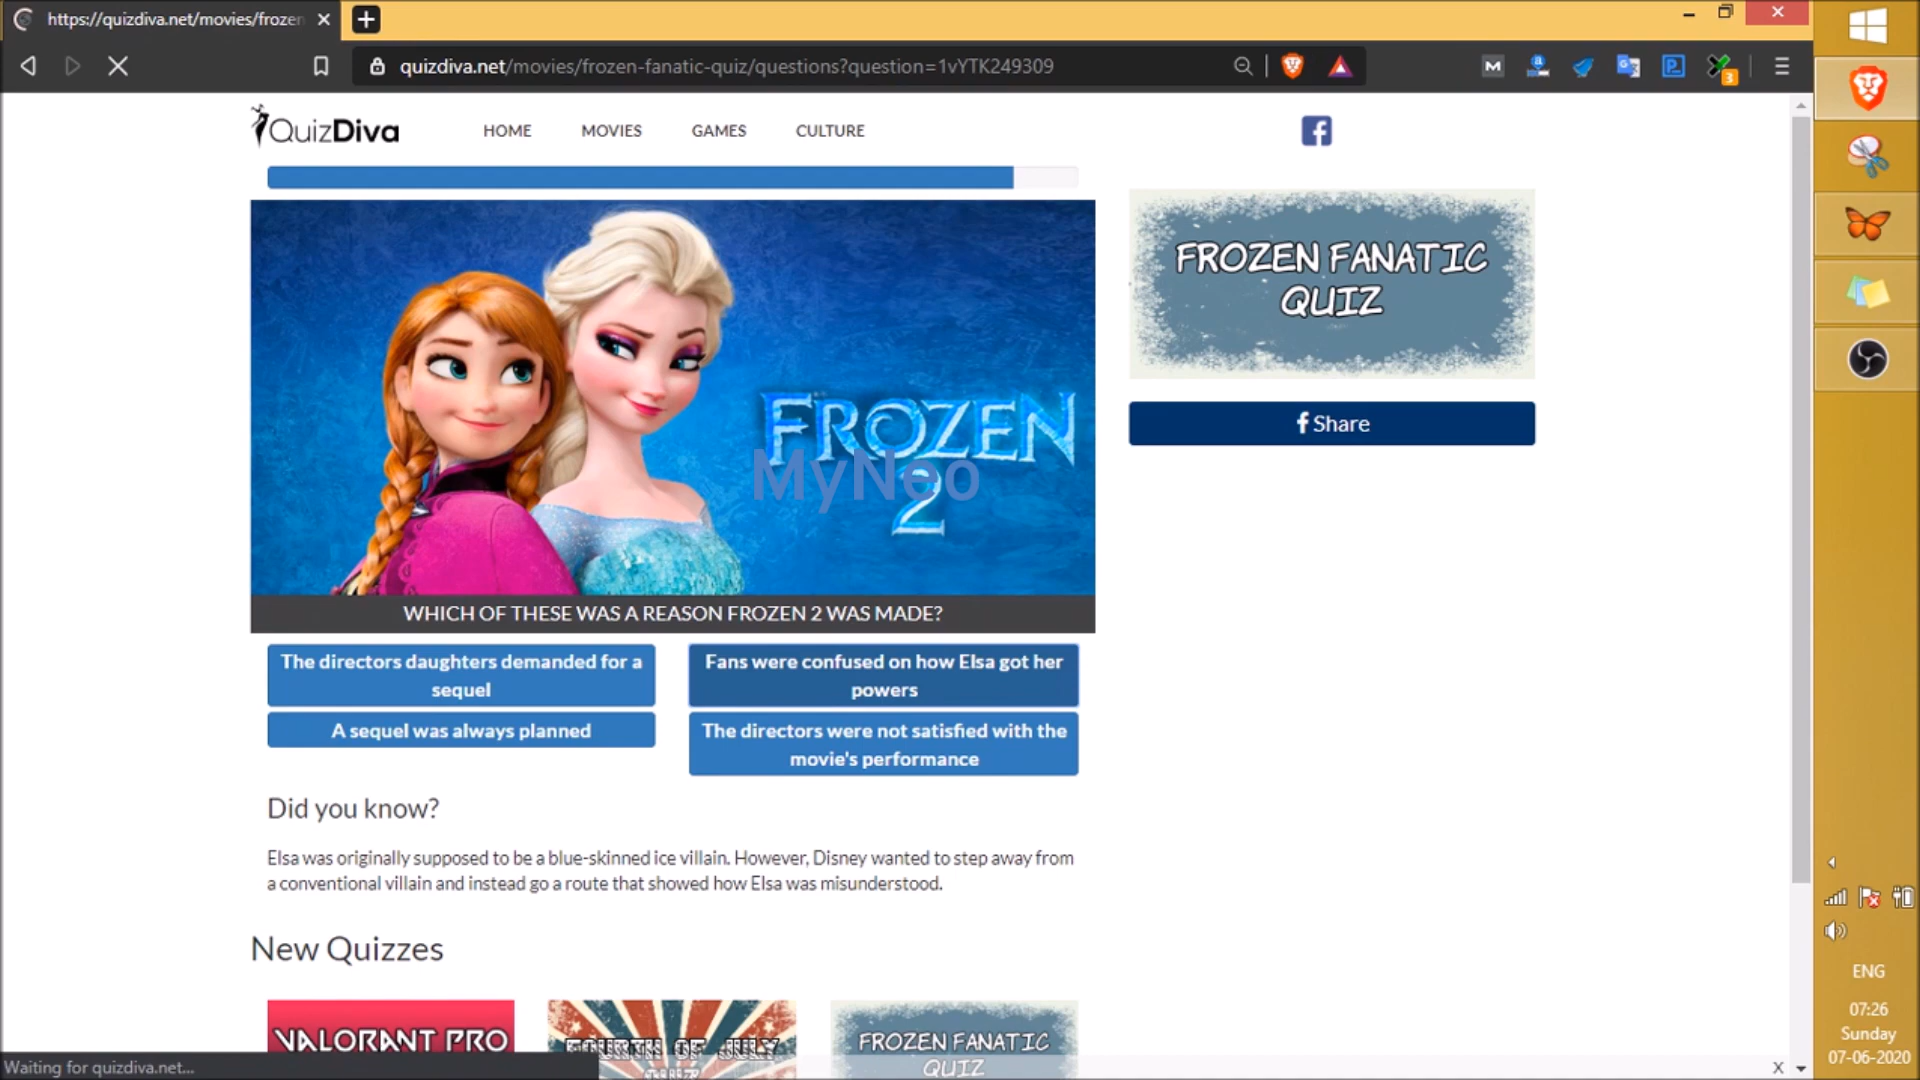 https://quizdiva.net/movies/frozen
quizdiva.net/movies/frozen-fanatic-quiz/questions?question=1vYTK249309
3
QuizDiva
HOME
MOVIES
GAMES
CULTURE
FROZEN FANATIC
QUIZ
FROZEN
2
MyNeo
Share
WHICH OF THESE WAS A REASON FROZEN 2 WAS MADE?
The directors daughters demanded for a
sequel
Fans were confused on how Elsa got her
powers
A sequel was always planned
The directors were not satisfied with the
movie's performance
Did you know?
Elsa was originally supposed to be a blue-skinned ice villain. However, Disney wanted to step away from
a conventional villain and instead go a route that showed how Elsa was misunderstood.
New Quizzes
VALORANT PRO
FOURTH OF JULY
QUIZ
FROZEN FANATIC
QUIZ
Waiting for quizdiva.net...
ENG
07:26
Sunday
07-06-2020